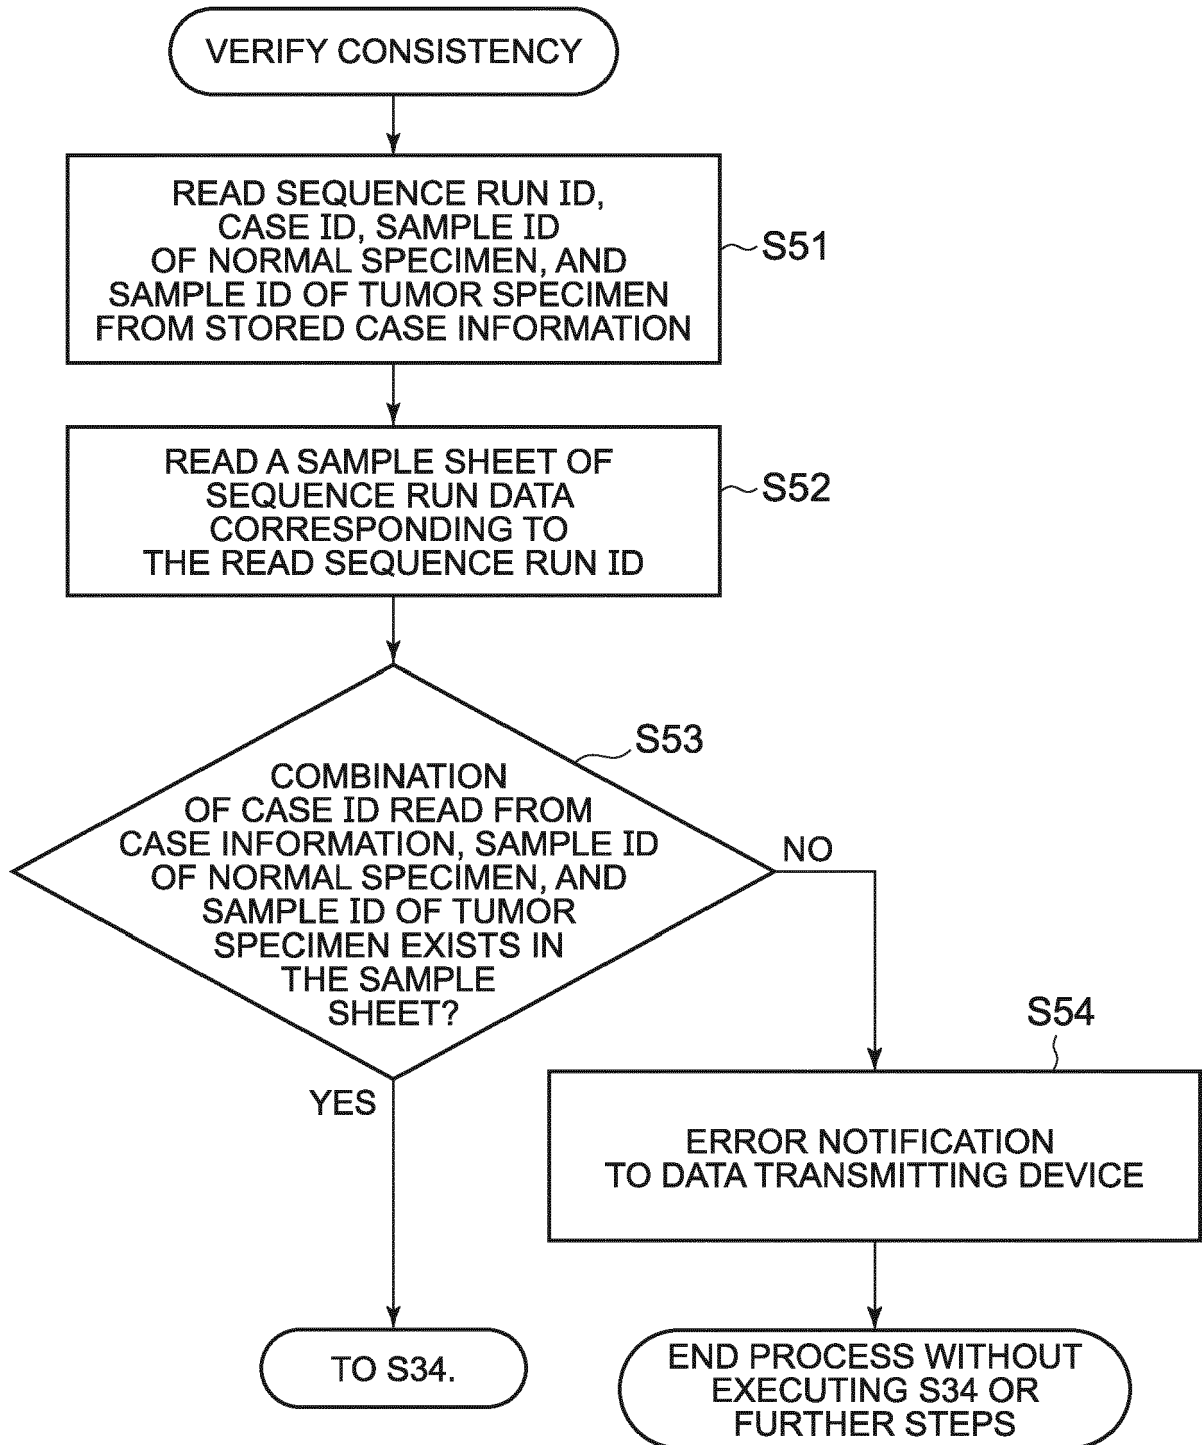 VERIFY CONSISTENCY
READ SEQUENCE RUN ID,
CASE ID, SAMPLE ID
OF NORMAL SPECIMEN, AND
SAMPLE ID OF TUMOR SPECIMEN
FROM STORED CASE INFORMATION
S51
READ A SAMPLE SHEET OF
SEQUENCE RUN DATA
CORRESPONDING TO
THE READ SEQUENCE RUN ID
S52
S53
COMBINATION
OF CASE ID READ FROM
CASE INFORMATION, SAMPLE ID
OF NORMAL SPECIMEN, AND
SAMPLE ID OF TUMOR
SPECIMEN EXISTS IN
THE SAMPLE
SHEET?
NO
YES
S54
ERROR NOTIFICATION
TO DATA TRANSMITTING DEVICE
TO S34.
END PROCESS WITHOUT
EXECUTING S34 OR
FURTHER STEPS